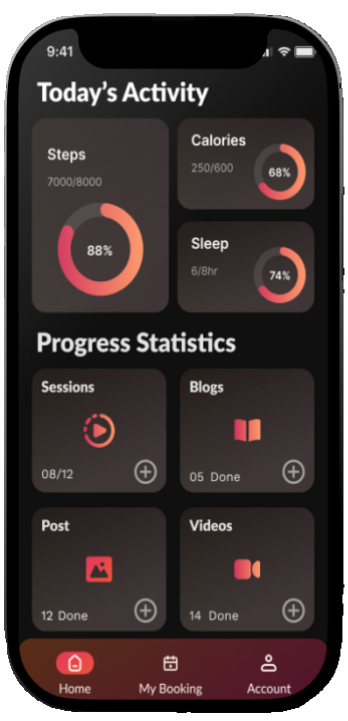 9:41
Today's Activity
Steps
7000/8000
88%
Calories
250/600
68%
Sleep
6/8hr
74%
Progress Statistics
Sessions
08/12
Blogs
05 Done
Post
12 Done
Videos
14 Done
Home
My Booking
Account